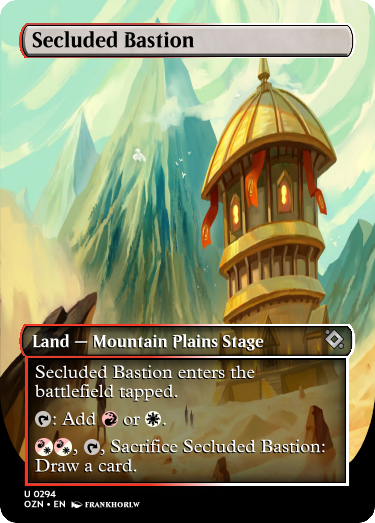 Secluded Bastion
Land — Mountain Plains Stage
Secluded Bastion enters the
battlefield tapped.
: Add or .
, , Sacrifice Secluded Bastion:
Draw a card.
U 0294
OZN • EN FRANKHORLW